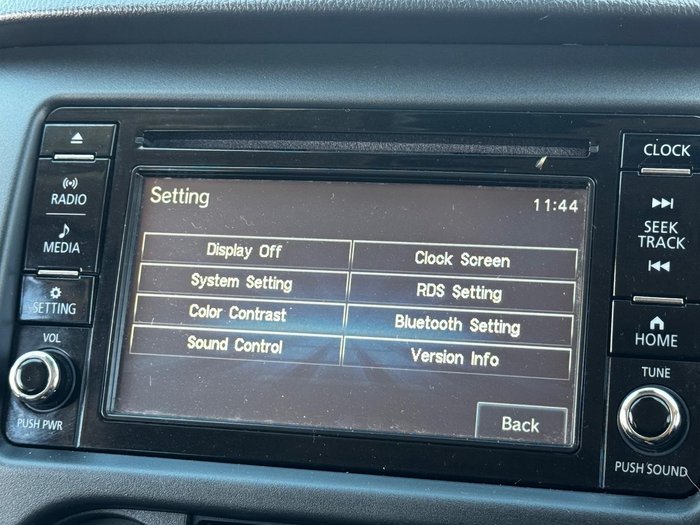 RADIO
MEDIA
SETTING
VOL
PUSH PWR
Setting
11:44
Display Off
Clock Screen
System Setting
RDS Setting
Color Contrast
Bluetooth Setting
Sound Control
Version Info
Back
CLOCK
SEEK
TRACK
HOME
TUNE
PUSH SOUND